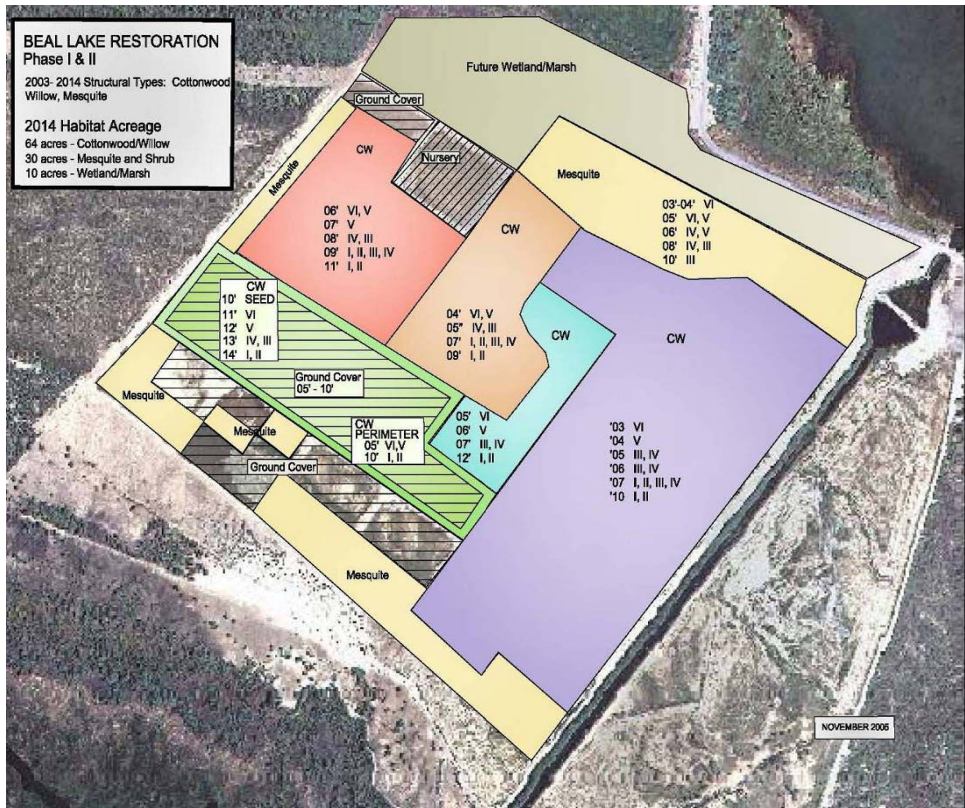 BEAL LAKE RESTORATION
Phase I & II
2003- 2014 Structural Types: Cottonwood
Willow, Mesquite
2014 Habitat Acreage
64 acres - Cottonwood/Willow
30 acres - Mesquite and Shrub
10 acres - Wetland/Marsh
Future Wetland/Marsh
Ground Cover
CW
Nursery
Mesquite
Mesquite
03'-04' VI
05' VI, V
06' IV, V
08' IV, III
10' III
06' VI, V
07' V
08' IV, III
09' I, II, III, IV
11' I, II
CW
04' VI, V
05" IV, III
07' I, II, III, IV
09' I, II
CW
CW
CW
10' SEED
11' VI
12' V
13' IV, III
14' I, II
Ground Cover
05' - 10'
Mesquite
Mesquite
CW
PERIMETER
05' VI,V
10' I, II
05' VI
06' V
07" III, IV
12' I, II
'03 VI
'04 V
'05 III, IV
'06 III, IV
'07 I, II, III, IV
'10 I, II
Ground Cover
Mesquite
NOVEMBER 2005